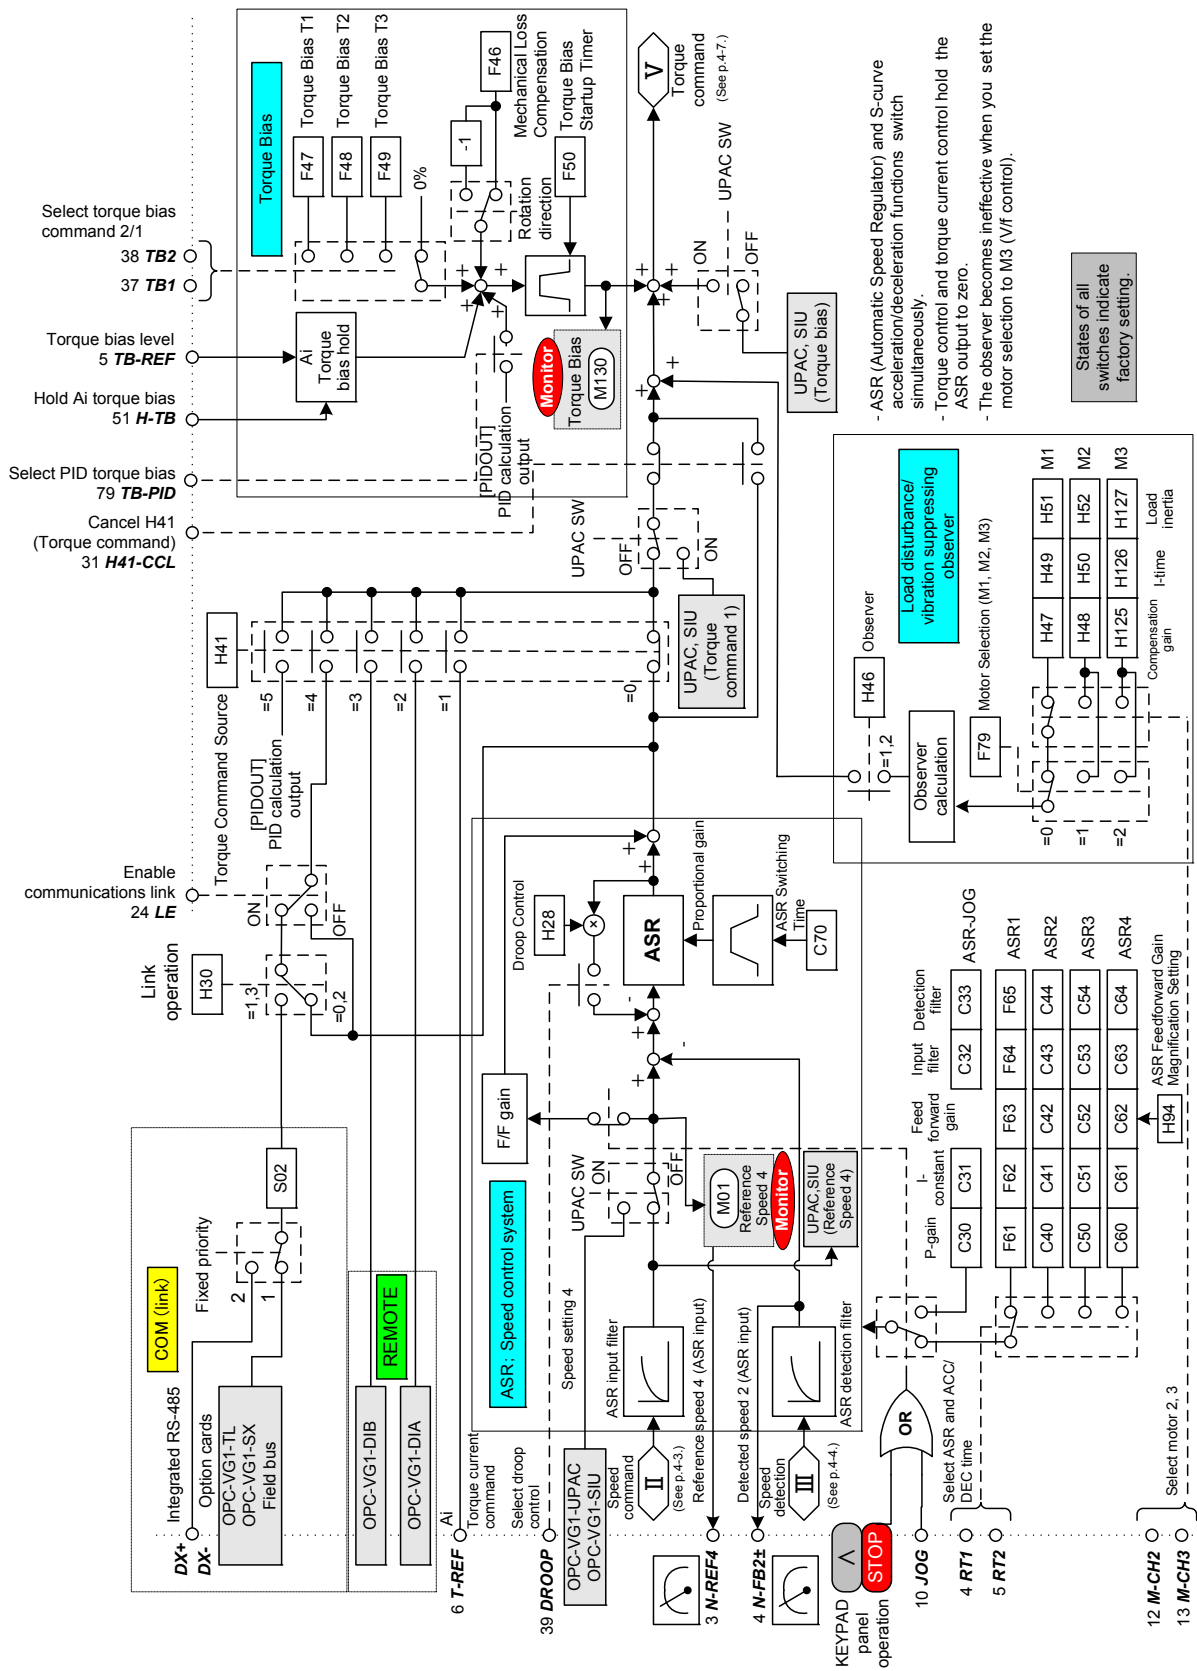 Select torque bias
command 2/1
38 TB2
37 TB1
Torque bias level
5 TB-REF
Hold Ai torque bias
51 H-TB
Select PID torque bias
79 TB-PID
Cancel H41
(Torque command)
31 H41-CCL
Enable
communications link
24 LE
Torque Bias
F47
Torque Bias T1
F48
Torque Bias T2
F49
Torque Bias T3
0%
Ai
Torque
bias hold
-1
F46
Mechanical Loss
Compensation
Rotation
direction
F50
Torque Bias
Startup Timer
+
+
+
+
+
Monitor
Torque Bias
M130
[PIDOUT]
PID calculation
output
V
Torque
command
(See p.4-7.)
UPAC SW
ON
OFF
+
+
+
UPAC, SIU
(Torque bias)
+
+
UPAC SW
OFF
ON
UPAC, SIU
(Torque
command 1)
- ASR (Automatic Speed Regulator) and S-curve
acceleration/deceleration functions switch
simultaneously.
- Torque control and torque current control hold the
ASR output to zero.
- The observer becomes ineffective when you set the
motor selection to M3 (V/f control).
States of all
switches indicate
factory setting.
H41
Torque Command Source
=5
=4
=3
=2
=1
=0
[PIDOUT]
PID calculation
output
ON
OFF
Link
operation
H30
=1,3
=0,2
Load disturbance/
vibration suppressing
observer
H46
Observer
=1,2
Observer
calculation
F79
Motor Selection (M1, M2, M3)
=0
=1
=2
H47
H49
H51
M1
H48
H50
H52
M2
H125
H126
H127
M3
Compensation
gain
I-time
Load
inertia
COM (link)
Fixed priority
2
1
S02
Integrated RS-485
DX+
DX-
Option cards
OPC-VG1-TL
OPC-VG1-SX
Field bus
REMOTE
OPC-VG1-DIB
OPC-VG1-DIA
Ai
6 T-REF
Torque current
command
39 DROOP
Select droop
control
ASR: Speed control system
F/F gain
Droop Control
H28
×
ASR
Proportional gain
ASR Switching
Time
C70
+
+
+
-
+
-
UPAC SW
ON
OFF
Speed setting 4
OPC-VG1-UPAC
OPC-VG1-SIU
M01
Reference
Speed 4
Monitor
UPAC,SIU
(Reference
Speed 4)
ASR input filter
II
Speed
command
(See p.4-3.)
3 N-REF4
Reference speed 4 (ASR input)
4 N-FB2±
Detected speed 2 (ASR input)
III
Speed
detection
(See p.4-4.)
ASR detection filter
KEYPAD
panel
operation
STOP
OR
10 JOG
4 RT1
5 RT2
Select ASR and ACC/
DEC time
12 M-CH2
13 M-CH3
Select motor 2, 3
P-gain
I-
constant
Feed
forward
gain
Input
filter
Detection
filter
C30
C31
C32
C33
ASR-JOG
F61
F62
F63
F64
F65
ASR1
C40
C41
C42
C43
C44
ASR2
C50
C51
C52
C53
C54
ASR3
C60
C61
C62
C63
C64
ASR4
H94
ASR Feedforward Gain
Magnification Setting